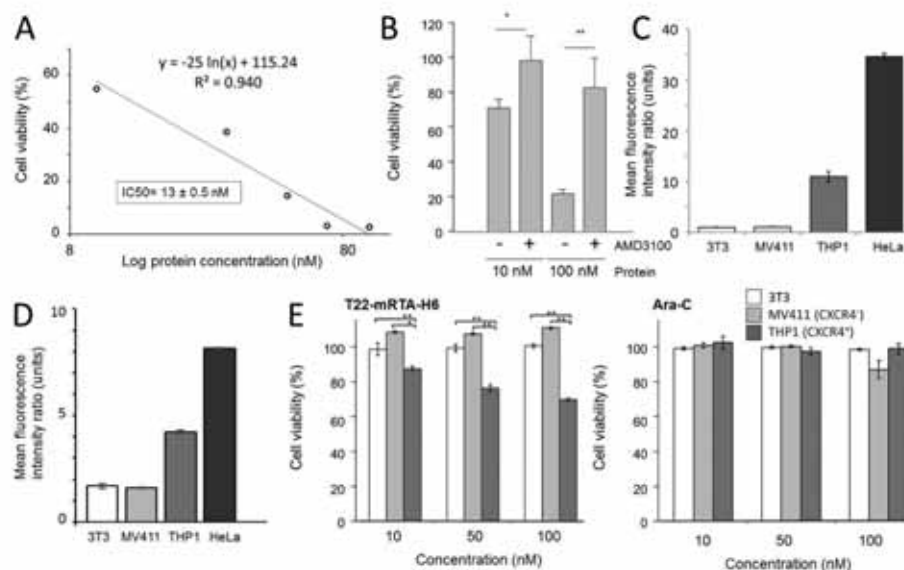 A
y = -25 ln(x) + 115.24
R² = 0.940
Cell viability (%)
60
40
20
0
IC50= 13 ± 0.5 nM
8
80
Log protein concentration (nM)
B
Cell viability (%)
120
100
80
60
40
20
0
*
**
- + - + AMD3100
10 nM 100 nM Protein
C
Mean fluorescence
intensity ratio (units)
40
30
20
10
0
3T3 MV411 THP1 HeLa
D
Mean fluorescence
intensity ratio (units)
10
5
0
3T3 MV411 THP1 HeLa
E
T22-mRTA-H6
Cell viability (%)
100
80
60
40
20
0
10 50 100
Concentration (nM)
Ara-C
3T3
MV411 (CXCR4⁻)
THP1 (CXCR4⁺)
Cell viability (%)
100
80
60
40
20
0
10 50 100
Concentration (nM)